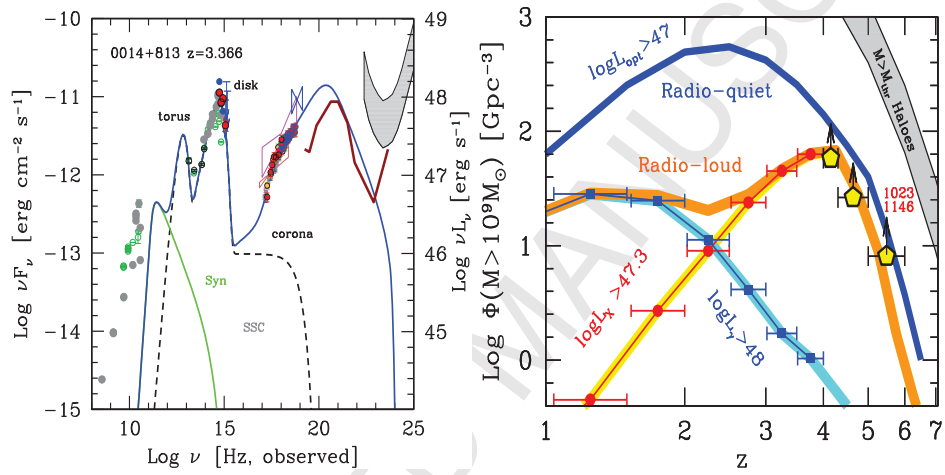 0014+813 z=3.366
torus
disk
corona
Syn
SSC
-10
-11
-12
-13
-14
-15
49
48
47
46
45
10
15
20
25
Log νF_ν [erg cm⁻² s⁻¹]
Log νL_ν [erg s⁻¹]
Log ν [Hz, observed]
logL_opt>47
Radio-quiet
Radio-loud
M>M_thr Haloes
1023
1146
logL_X >47.3
logL_γ>48
3
2
1
0
1
2
3
4
5
6
7
Log Φ(M>10⁹M⊙) [Gpc⁻³]
z